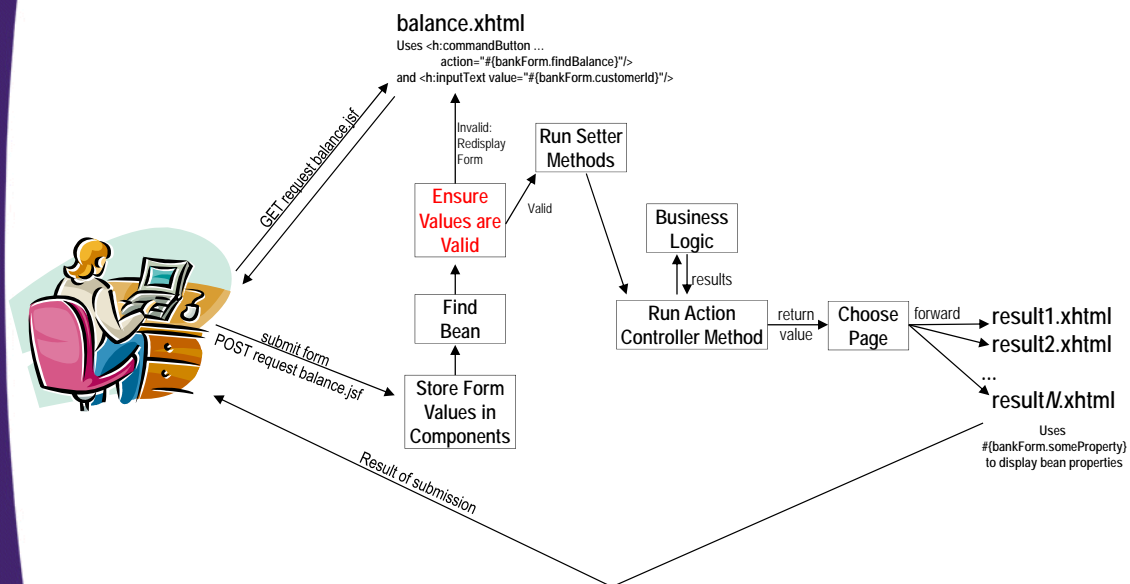 balance.xhtml
Uses <h:commandButton ...
action="#{bankForm.findBalance}"/>
and <h:inputText value="#{bankForm.customerId}"/>
GET request balance.jsf
Invalid:
Redisplay
Form
Run Setter
Methods
Ensure
Values are
Valid
Valid
Business
Logic
results
Find
Bean
Run Action
Controller Method
return
value
Choose
Page
forward
result1.xhtml
result2.xhtml
...
resultN.xhtml
Uses
#{bankForm.someProperty}
to display bean properties
submit form
POST request balance.jsf
Store Form
Values in
Components
Result of submission